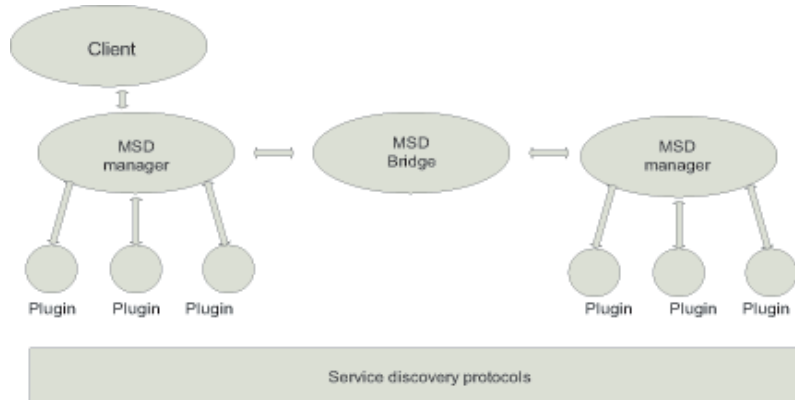 Client
MSD
manager
MSD
Bridge
MSD
manager
Plugin
Plugin
Plugin
Plugin
Plugin
Plugin
Service discovery protocols